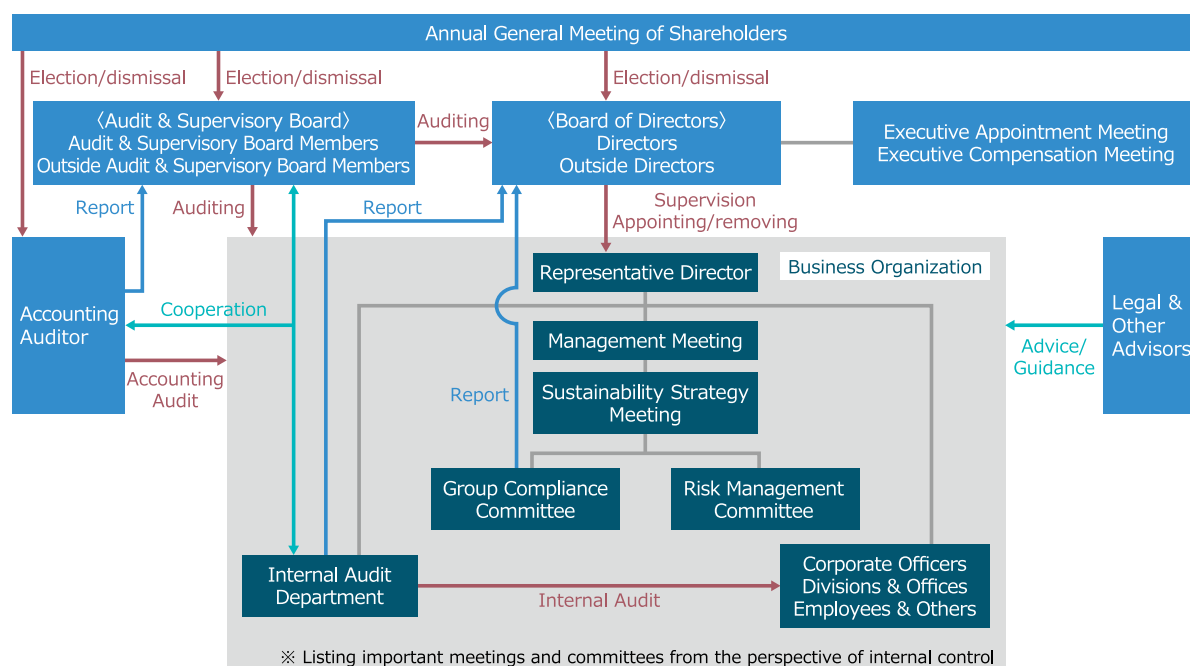 Annual General Meeting of Shareholders
Election/dismissal
Election/dismissal
Election/dismissal
〈Audit & Supervisory Board〉
Audit & Supervisory Board Members
Outside Audit & Supervisory Board Members
Auditing
〈Board of Directors〉
Directors
Outside Directors
Executive Appointment Meeting
Executive Compensation Meeting
Report
Auditing
Report
Supervision
Appointing/removing
Accounting
Auditor
Cooperation
Accounting
Audit
Representative Director
Business Organization
Management Meeting
Sustainability Strategy
Meeting
Report
Legal &
Other
Advisors
Advice/
Guidance
Group Compliance
Committee
Risk Management
Committee
Internal Audit
Department
Internal Audit
Corporate Officers
Divisions & Offices
Employees & Others
※ Listing important meetings and committees from the perspective of internal control